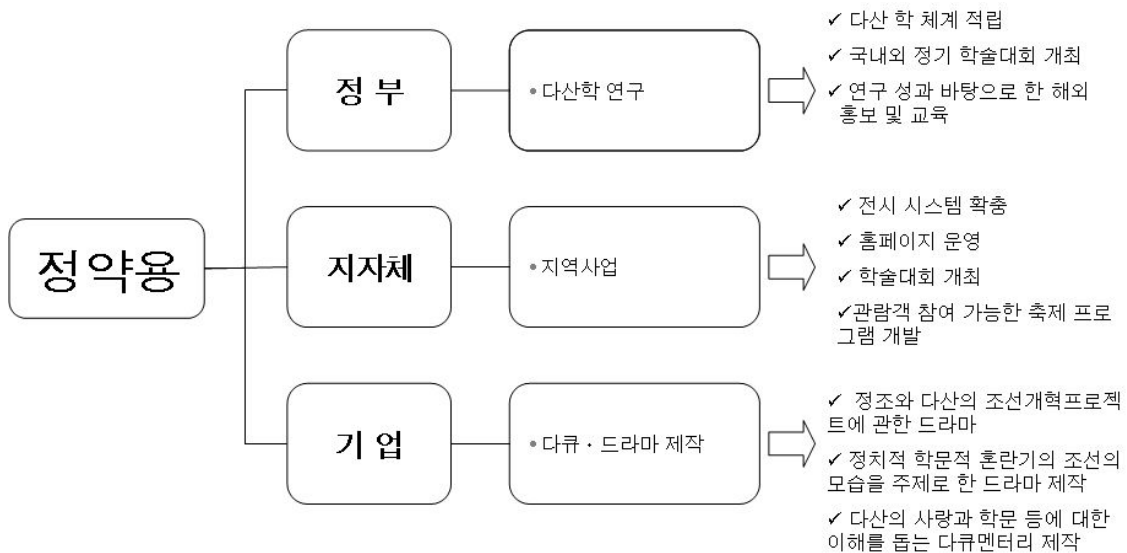 정약용
정 부
• 다산학 연구
✓ 다산 학 체계 적립
✓ 국내외 정기 학술대회 개최
✓ 연구 성과 바탕으로 한 해외
홍보 및 교육
지자체
• 지역사업
✓ 전시 시스템 확충
✓ 홈페이지 운영
✓ 학술대회 개최
✓관람객 참여 가능한 축제 프로
그램 개발
기 업
• 다큐 · 드라마 제작
✓ 정조와 다산의 조선개혁프로젝
트에 관한 드라마
✓ 정치적 학문적 혼란기의 조선의
모습을 주제로 한 드라마 제작
✓ 다산의 사랑과 학문 등에 대한
이해를 돕는 다큐멘터리 제작